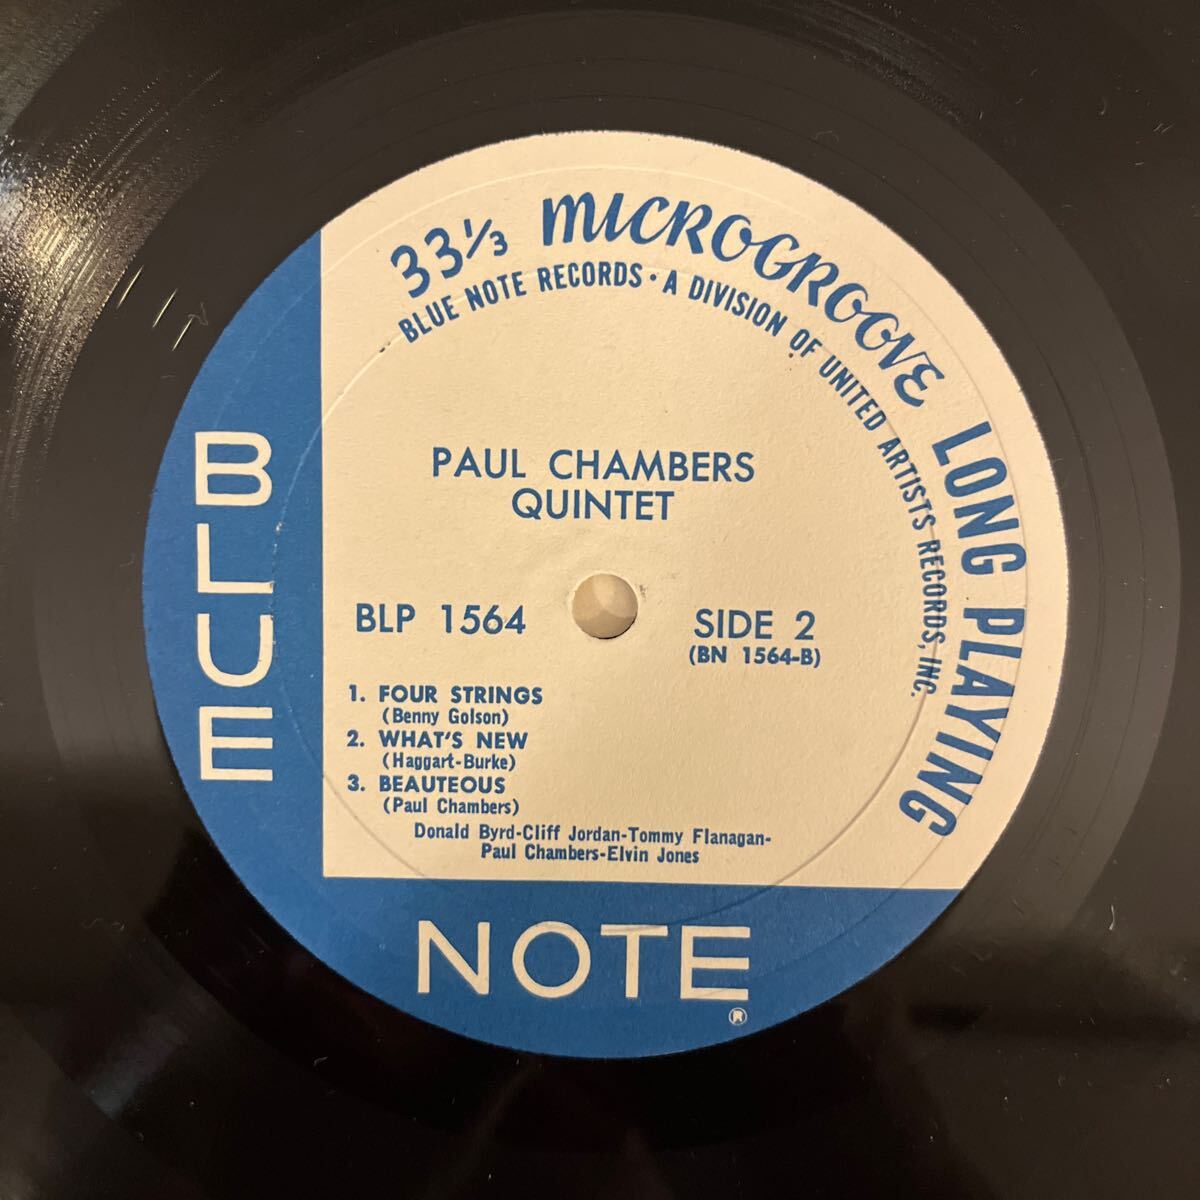 33⅓ MICROGROOVE LONG PLAYING
BLUE NOTE RECORDS · A DIVISION OF UNITED ARTISTS RECORDS, INC.
PAUL CHAMBERS
QUINTET
BLP 1564
SIDE 2
(BN 1564-B)
1. FOUR STRINGS
(Benny Golson)
2. WHAT'S NEW
(Haggart-Burke)
3. BEAUTEOUS
(Paul Chambers)
Donald Byrd-Cliff Jordan-Tommy Flanagan-
Paul Chambers-Elvin Jones
BLUE
NOTE
®